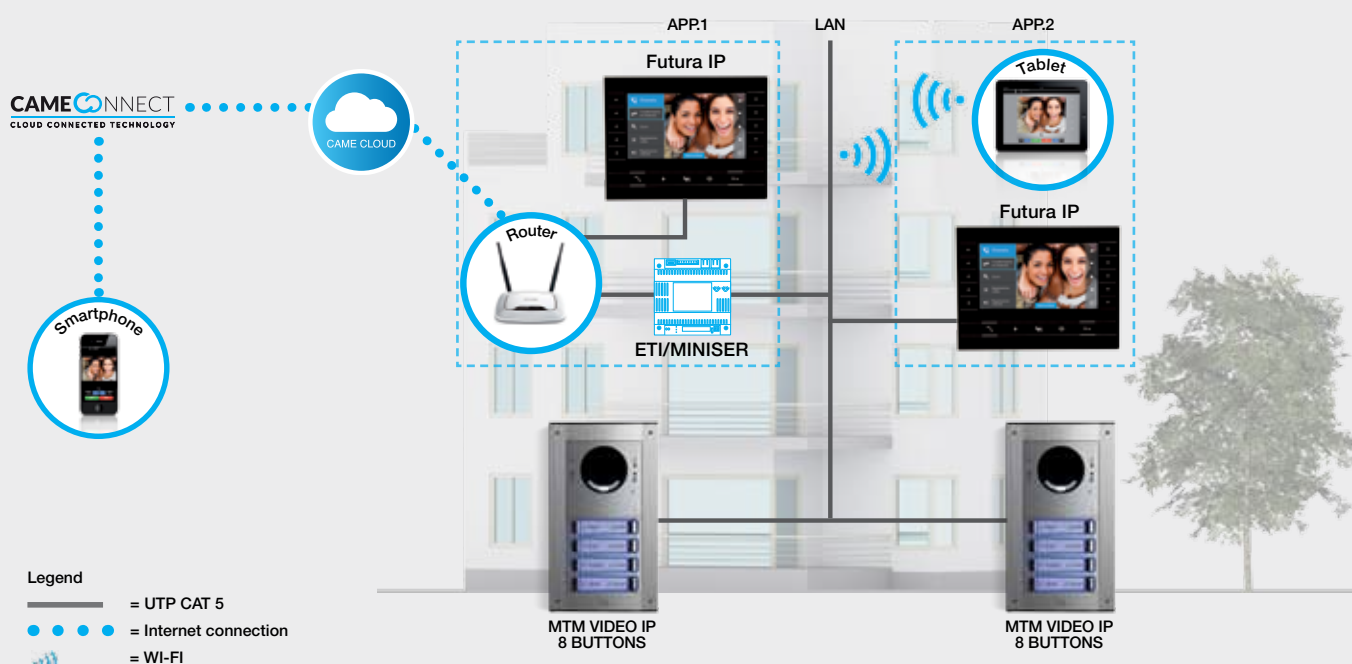 APP.1
LAN
APP.2
Futura IP
Tablet
CAMECONNECT
CLOUD CONNECTED TECHNOLOGY
CAME CLOUD
Futura IP
Router
Smartphone
ETI/MINISER
Legend
= UTP CAT 5
= Internet connection
= WI-FI
MTM VIDEO IP
8 BUTTONS
MTM VIDEO IP
8 BUTTONS